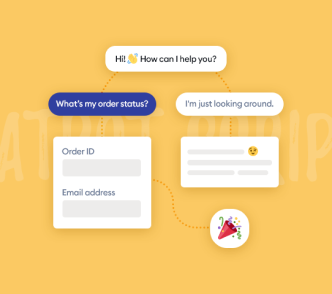 Hi! 👋 How can I help you?
What's my order status?
I'm just looking around.
Order ID
Email address